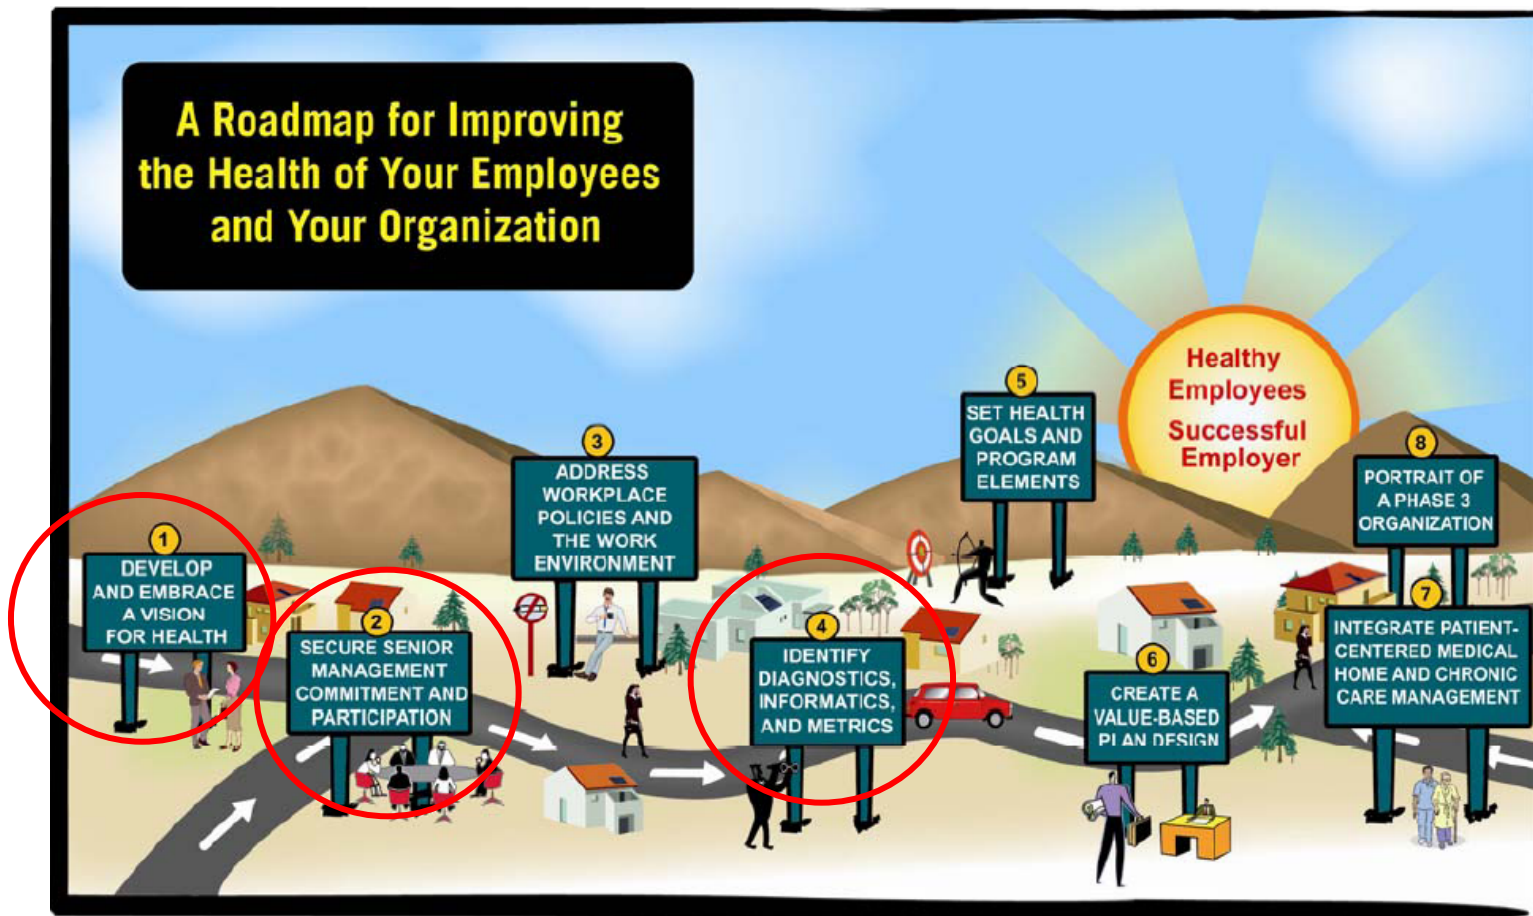 A Roadmap for Improving
the Health of Your Employees
and Your Organization
1
DEVELOP
AND EMBRACE
A VISION
FOR HEALTH
2
SECURE SENIOR
MANAGEMENT
COMMITMENT AND
PARTICIPATION
3
ADDRESS
WORKPLACE
POLICIES AND
THE WORK
ENVIRONMENT
4
IDENTIFY
DIAGNOSTICS,
INFORMATICS,
AND METRICS
5
SET HEALTH
GOALS AND
PROGRAM
ELEMENTS
6
CREATE A
VALUE-BASED
PLAN DESIGN
7
INTEGRATE PATIENT-
CENTERED MEDICAL
HOME AND CHRONIC
CARE MANAGEMENT
8
PORTRAIT OF
A PHASE 3
ORGANIZATION
Healthy
Employees
Successful
Employer